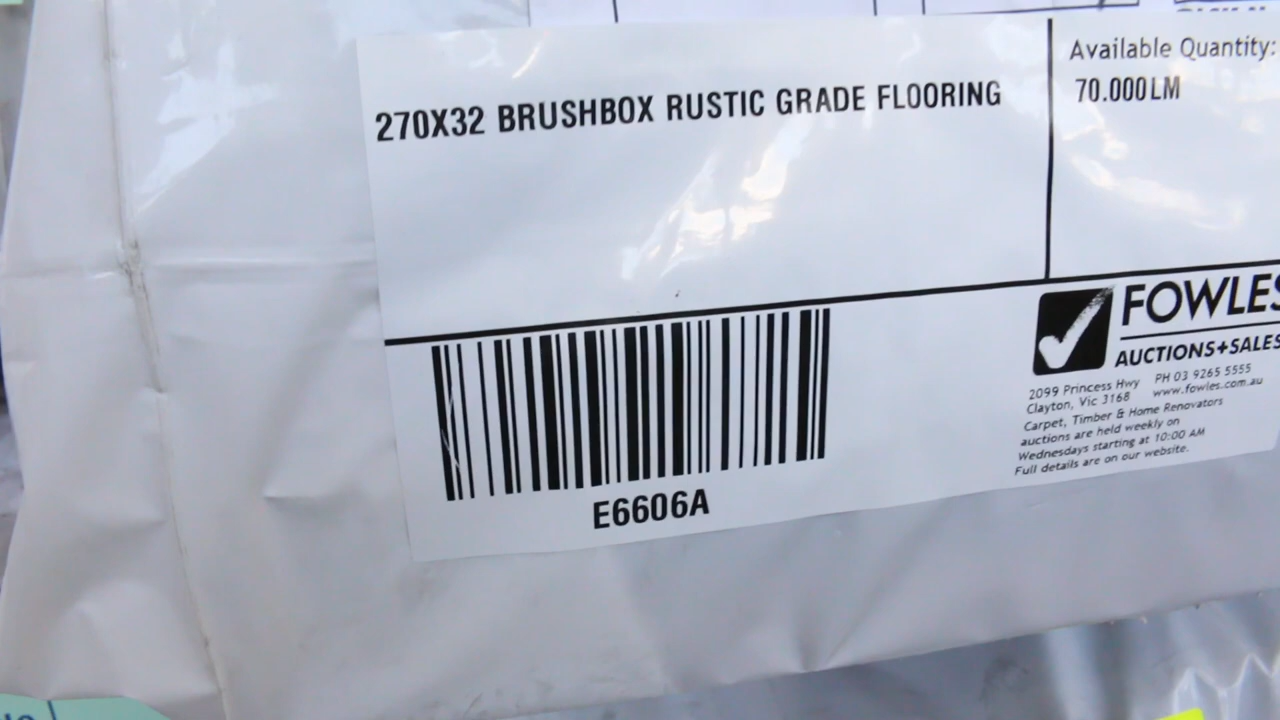 270X32 BRUSHBOX RUSTIC GRADE FLOORING
Available Quantity:
70.000LM
E6606A
FOWLES
AUCTIONS+SALES
2099 Princess Hwy PH 03 9265 5555
Clayton, Vic 3168 www.fowles.com.au
Carpet, Timber & Home Renovators
auctions are held weekly on
Wednesdays starting at 10:00 AM
Full details are on our website.